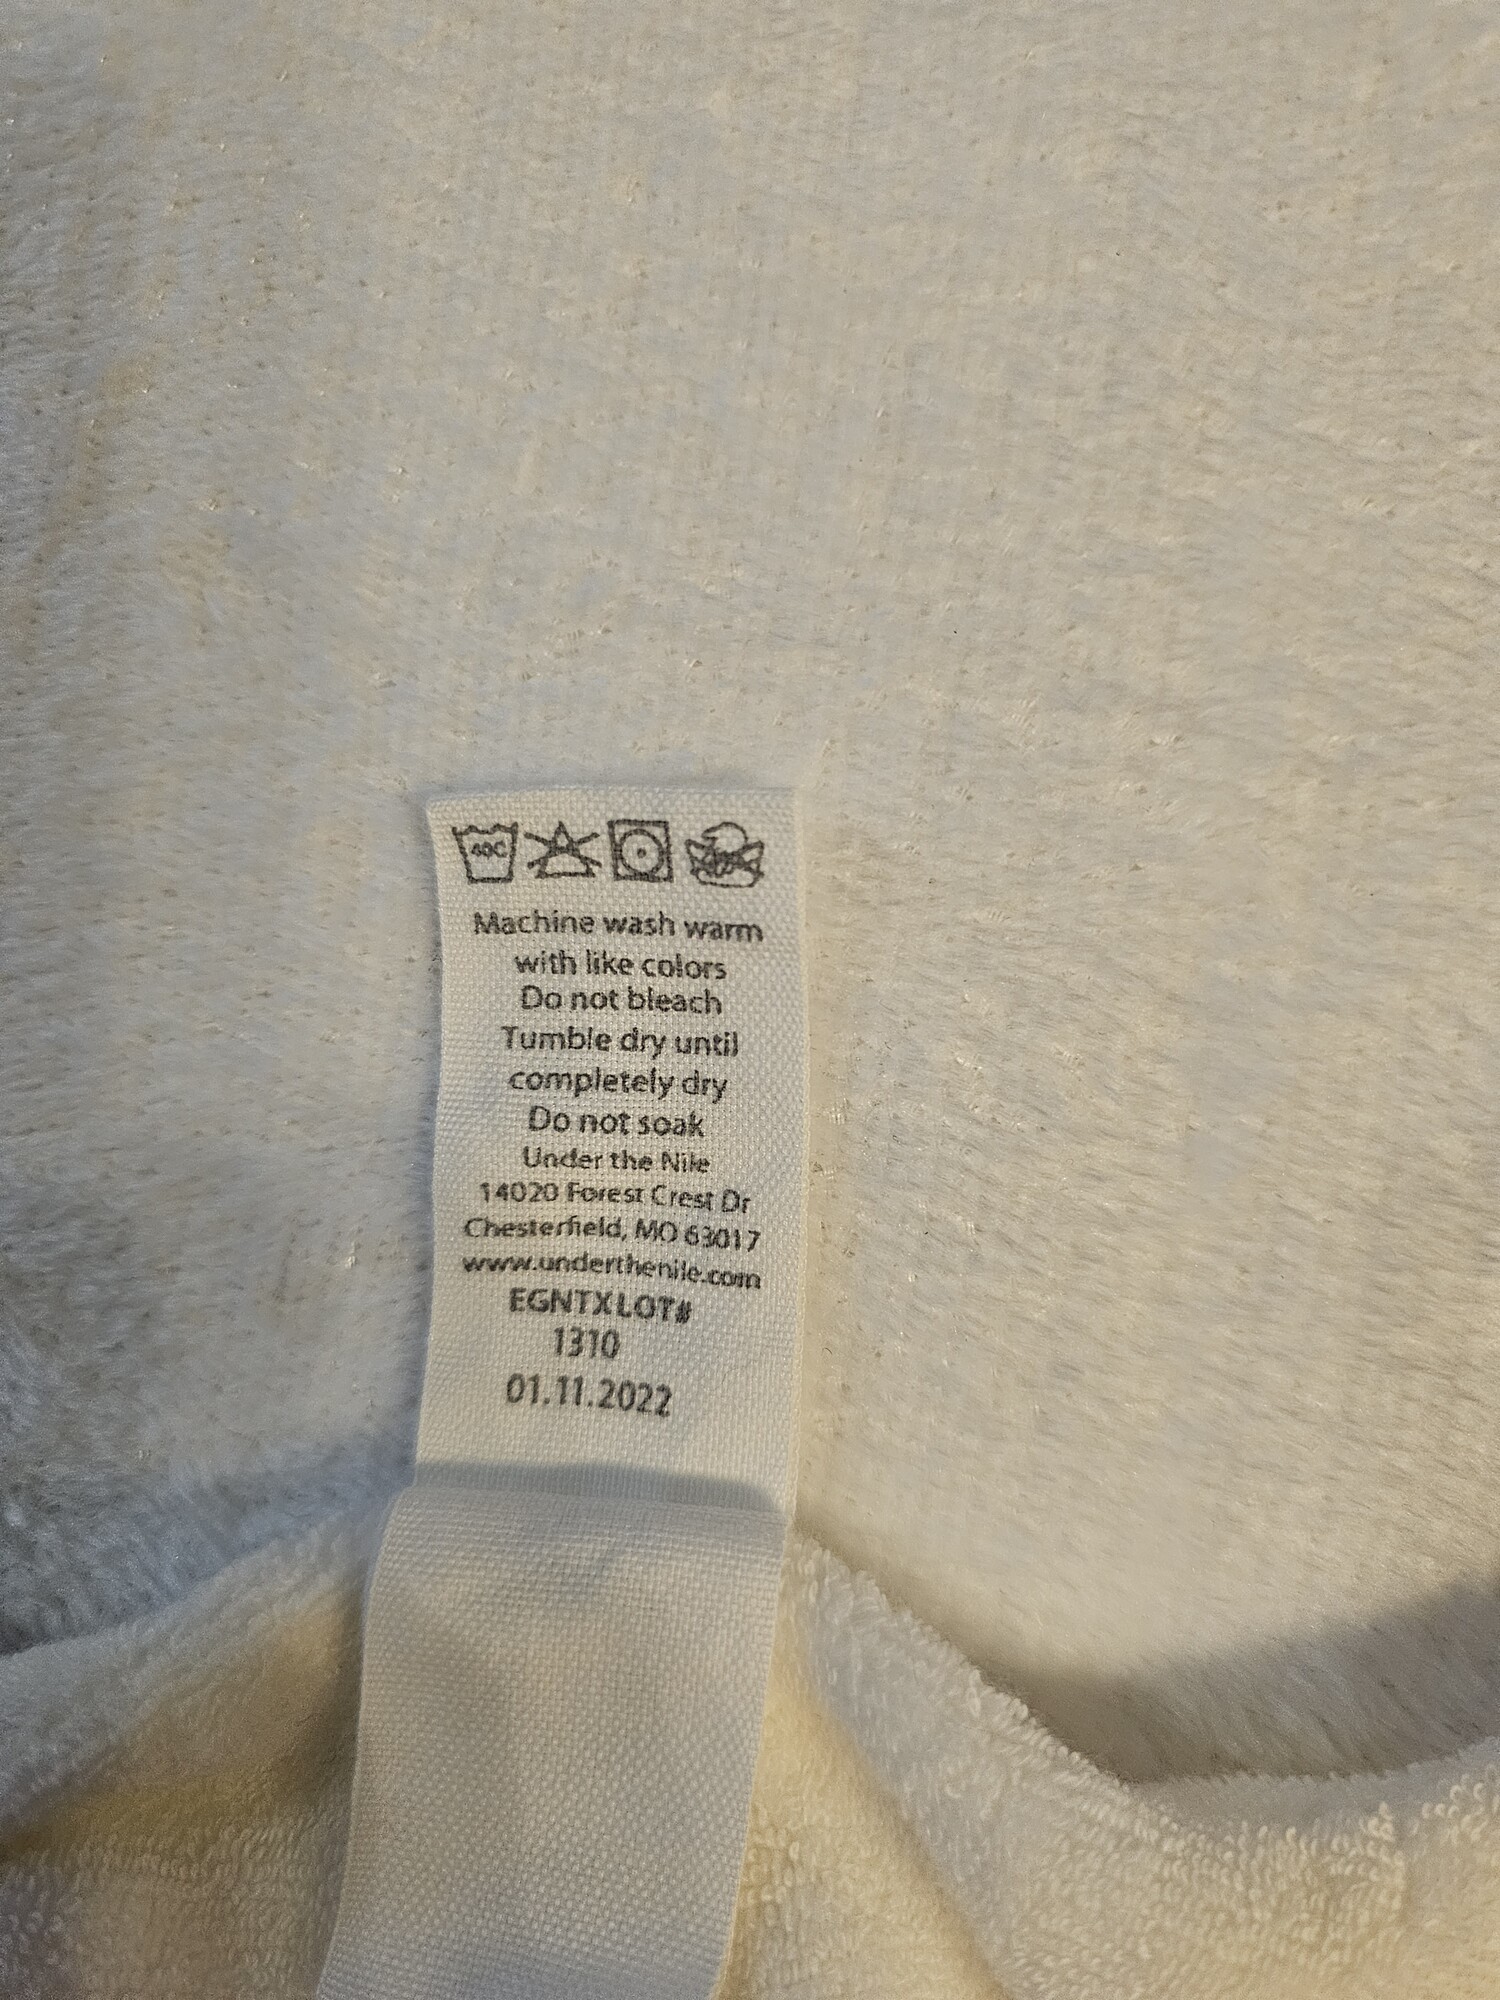 40C
Machine wash warm
with like colors
Do not bleach
Tumble dry until
completely dry
Do not soak
Under the Nile
14020 Forest Crest Dr
Chesterfield, MO 63017
www.underthenile.com
EGNTXLOT#
1310
01.11.2022